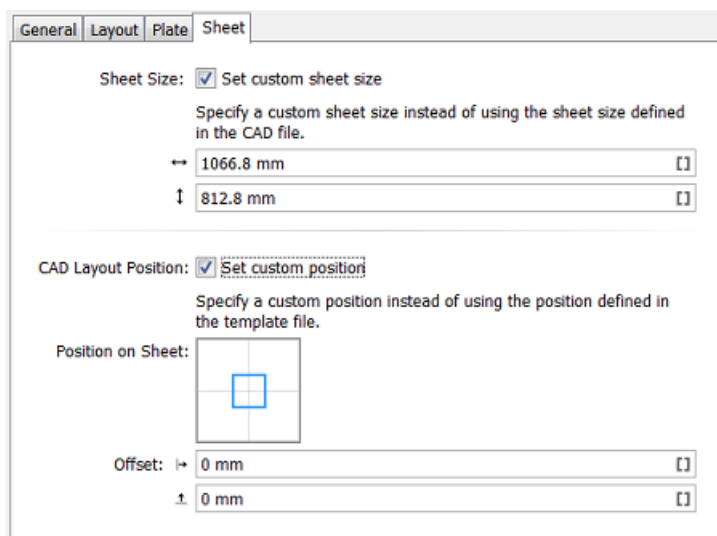 General Layout Plate Sheet
Sheet Size: Set custom sheet size
Specify a custom sheet size instead of using the sheet size defined
in the CAD file.
1066.8 mm
812.8 mm
CAD Layout Position: Set custom position
Specify a custom position instead of using the position defined in
the template file.
Position on Sheet:
Offset: 0 mm
0 mm